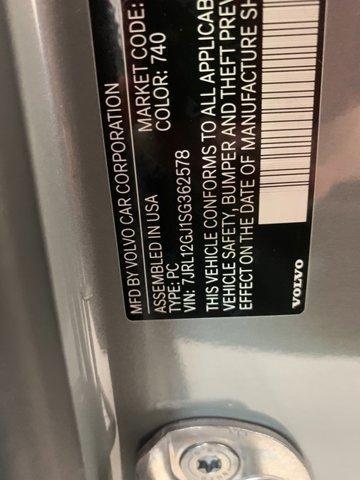 MFD BY VOLVO CAR CORPORATION
ASSEMBLED IN USA
MARKET CODE:
TYPE: PC
COLOR: 740
VIN: 7JRL12GJ1SG362578
THIS VEHICLE CONFORMS TO ALL APPLICAB
VEHICLE SAFETY, BUMPER AND THEFT PREV
EFFECT ON THE DATE OF MANUFACTURE SH
VOLVO